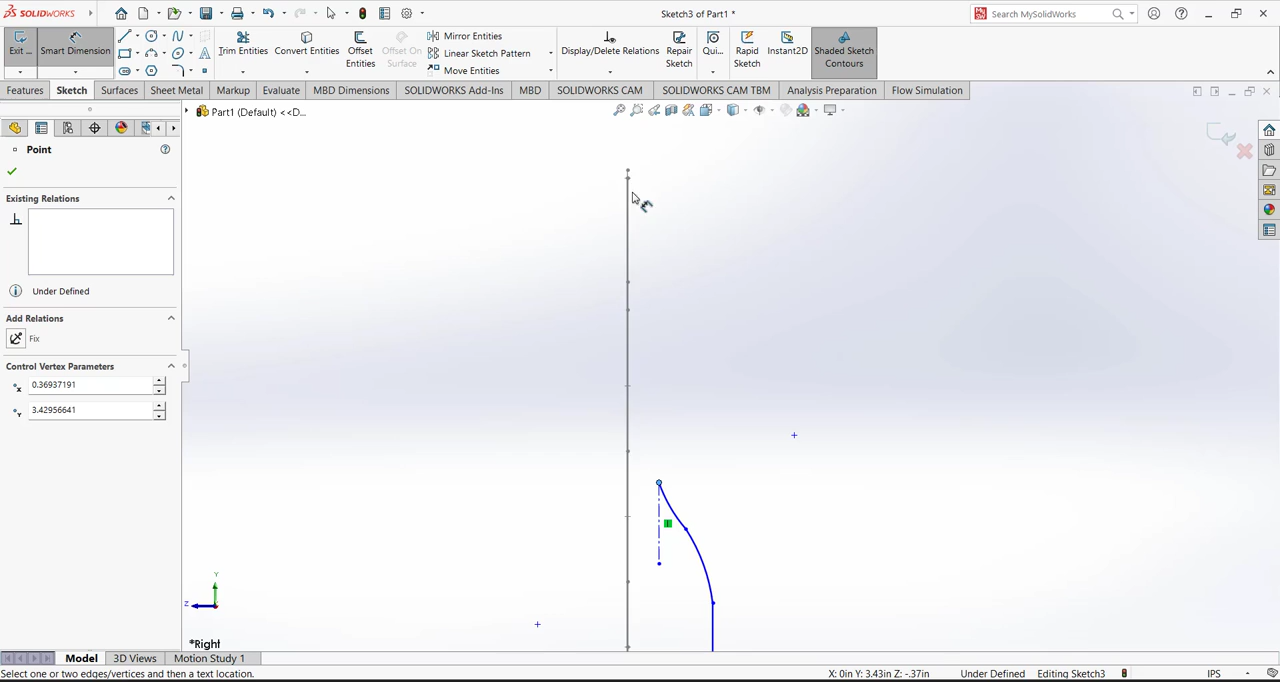 SOLIDWORKS
Sketch3 of Part1 *
Search MySolidWorks
Exit ...
Smart Dimension
Trim Entities
Convert Entities
Offset Entities
Offset On Surface
Mirror Entities
Linear Sketch Pattern
Move Entities
Display/Delete Relations
Repair Sketch
Qui...
Rapid Sketch
Instant2D
Shaded Sketch Contours
Features
Sketch
Surfaces
Sheet Metal
Markup
Evaluate
MBD Dimensions
SOLIDWORKS Add-Ins
MBD
SOLIDWORKS CAM
SOLIDWORKS CAM TBM
Analysis Preparation
Flow Simulation
Part1 (Default) <<D...
Point
Existing Relations
Under Defined
Add Relations
Fix
Control Vertex Parameters
0.36937191
3.42956641
Y
Z
*Right
Model
3D Views
Motion Study 1
Select one or two edges/vertices and then a text location.
X: 0in Y: 3.43in Z: -.37in
Under Defined
Editing Sketch3
IPS